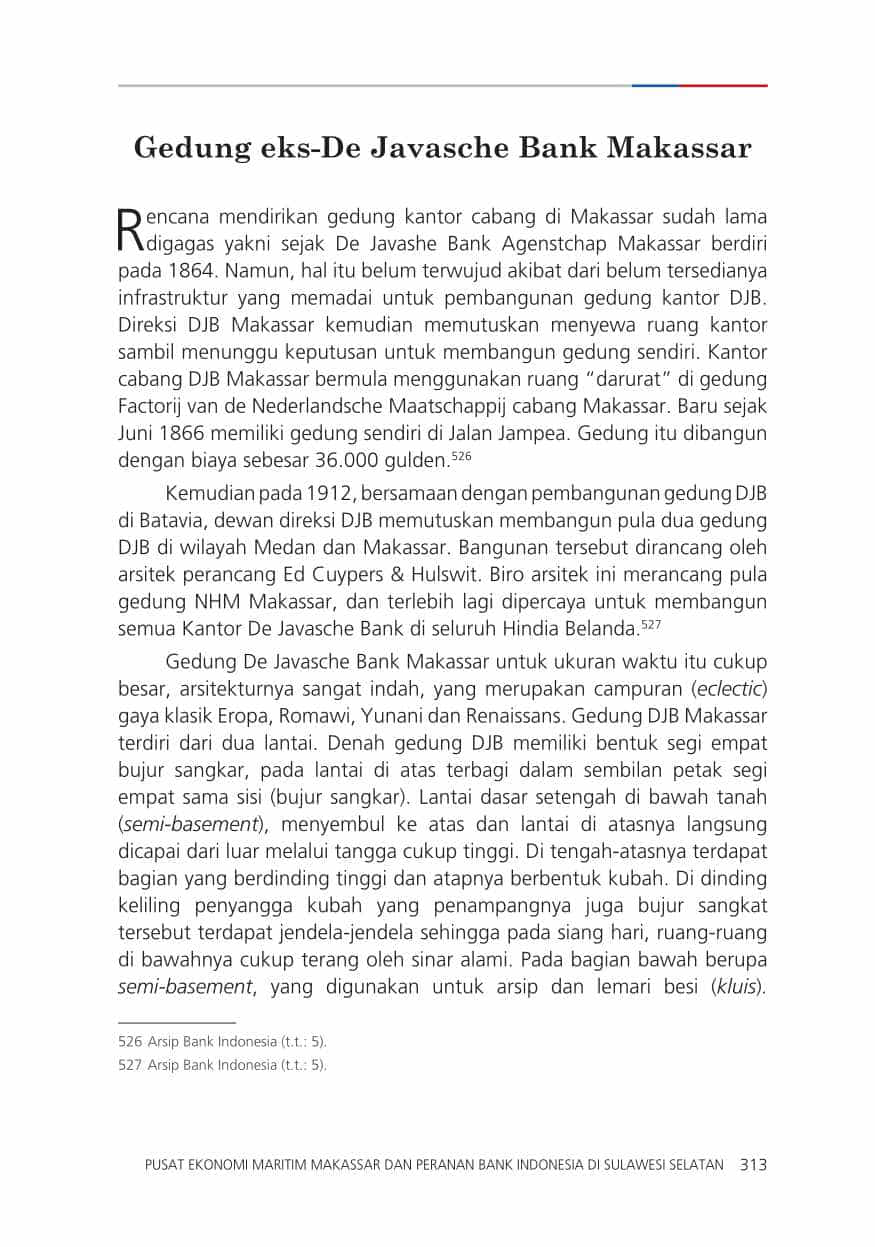 Gedung eks-De Javasche Bank Makassar
Rencana mendirikan gedung kantor cabang di Makassar sudah lama
digagas yakni sejak De Javashe Bank Agenstchap Makassar berdiri
pada 1864. Namun, hal itu belum terwujud akibat dari belum tersedianya
infrastruktur yang memadai untuk pembangunan gedung kantor DJB.
Direksi DJB Makassar kemudian memutuskan menyewa ruang kantor
sambil menunggu keputusan untuk membangun gedung sendiri. Kantor
cabang DJB Makassar bermula menggunakan ruang “darurat” di gedung
Factorij van de Nederlandsche Maatschappij cabang Makassar. Baru sejak
Juni 1866 memiliki gedung sendiri di Jalan Jampea. Gedung itu dibangun
dengan biaya sebesar 36.000 gulden.526
Kemudian pada 1912, bersamaan dengan pembangunan gedung DJB
di Batavia, dewan direksi DJB memutuskan membangun pula dua gedung
DJB di wilayah Medan dan Makassar. Bangunan tersebut dirancang oleh
arsitek perancang Ed Cuypers & Hulswit. Biro arsitek ini merancang pula
gedung NHM Makassar, dan terlebih lagi dipercaya untuk membangun
semua Kantor De Javasche Bank di seluruh Hindia Belanda.527
Gedung De Javasche Bank Makassar untuk ukuran waktu itu cukup
besar, arsitekturnya sangat indah, yang merupakan campuran (eclectic)
gaya klasik Eropa, Romawi, Yunani dan Renaissans. Gedung DJB Makassar
terdiri dari dua lantai. Denah gedung DJB memiliki bentuk segi empat
bujur sangkar, pada lantai di atas terbagi dalam sembilan petak segi
empat sama sisi (bujur sangkar). Lantai dasar setengah di bawah tanah
(semi-basement), menyembul ke atas dan lantai di atasnya langsung
dicapai dari luar melalui tangga cukup tinggi. Di tengah-atasnya terdapat
bagian yang berdinding tinggi dan atapnya berbentuk kubah. Di dinding
keliling penyangga kubah yang penampangnya juga bujur sangkat
tersebut terdapat jendela-jendela sehingga pada siang hari, ruang-ruang
di bawahnya cukup terang oleh sinar alami. Pada bagian bawah berupa
semi-basement, yang digunakan untuk arsip dan lemari besi (kluis).
526 Arsip Bank Indonesia (t.t.: 5).
527 Arsip Bank Indonesia (t.t.: 5).
PUSAT EKONOMI MARITIM MAKASSAR DAN PERANAN BANK INDONESIA DI SULAWESI SELATAN 313